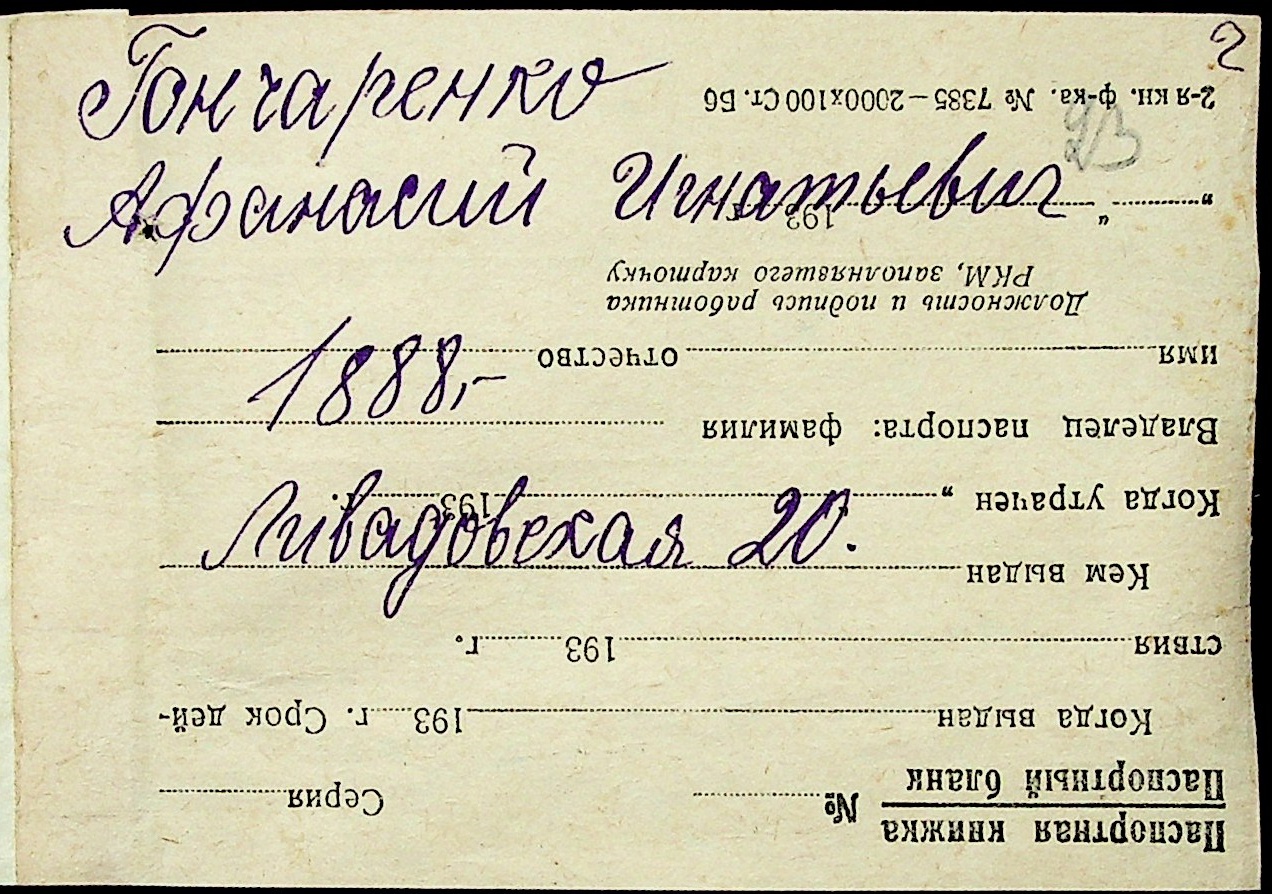 2
Гончаренко
Афанасий Игнатьевич
1888,-
Ливадовская 20.
Паспортная книжка
Паспортный бланк
№ Серия
Когда выдан 193 г. Срок дей-
ствия 193 г.
Кем выдан
Когда утрачен „ 193 г.
Владелец паспорта: фамилия
имя отчество
Должность и подпись работника
РКМ, заполнявшего карточку
„ “ 193 г.
2-я кн. ф-ка. № 7385—2000х100 Ст. Б6